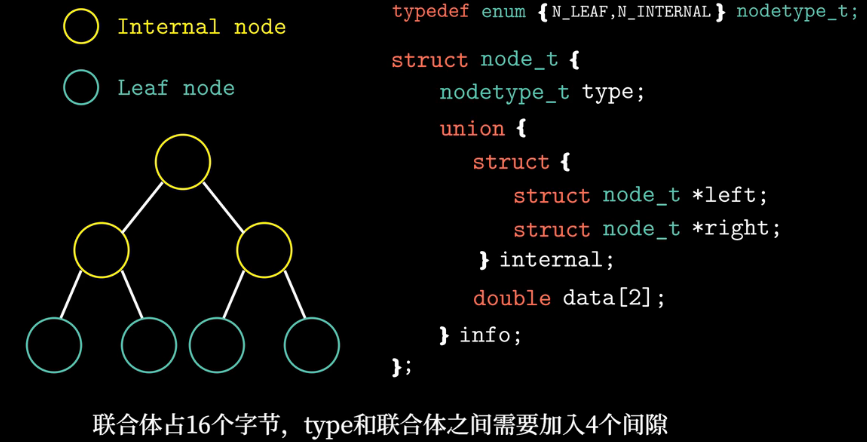 Internal node
Leaf node
typedef enum {N_LEAF,N_INTERNAL} nodetype_t;
struct node_t {
nodetype_t type;
union {
struct {
struct node_t *left;
struct node_t *right;
} internal;
double data[2];
} info;
};
联合体占16个字节，type和联合体之间需要加入4个间隙